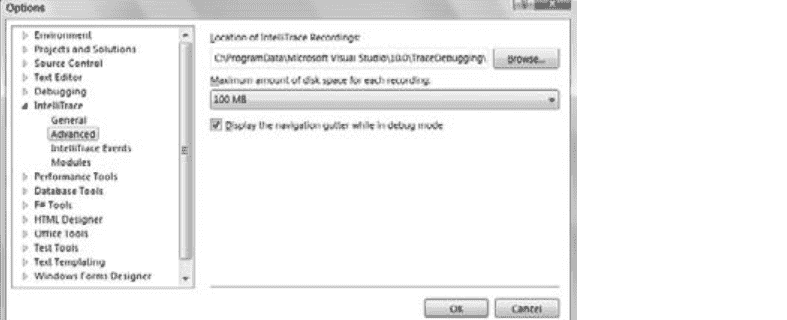 Options
Environment
Projects and Solutions
Source Control
Text Editor
Debugging
IntelliTrace
General
Advanced
IntelliTrace Events
Modules
Performance Tools
Database Tools
F# Tools
HTML Designer
Office Tools
Test Tools
Text Templating
Windows Forms Designer
Location of IntelliTrace Recordings:
C:\ProgramData\Microsoft Visual Studio\10.0\TraceDebugging\
Browse...
Maximum amount of disk space for each recording:
100 MB
Display the navigation gutter while in debug mode
OK
Cancel